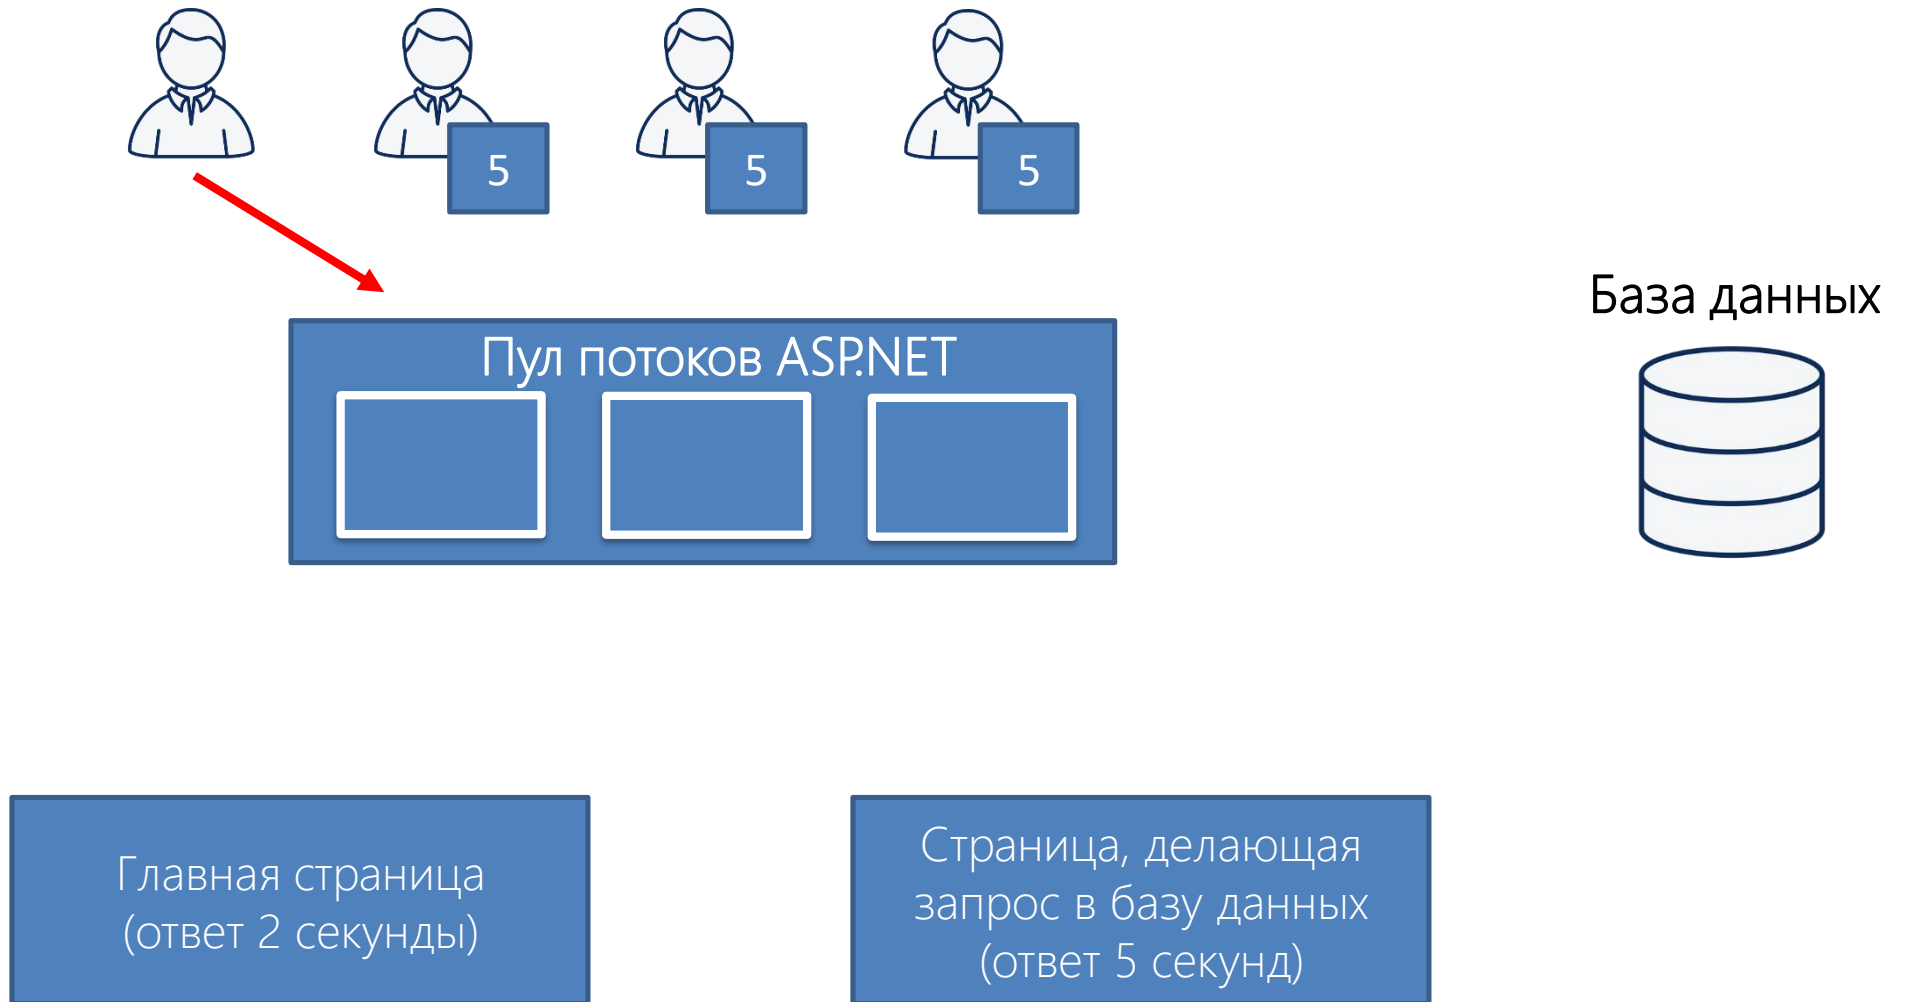 5
5
5
База данных
Пул потоков ASP.NET
Главная страница
(ответ 2 секунды)
Страница, делающая
запрос в базу данных
(ответ 5 секунд)